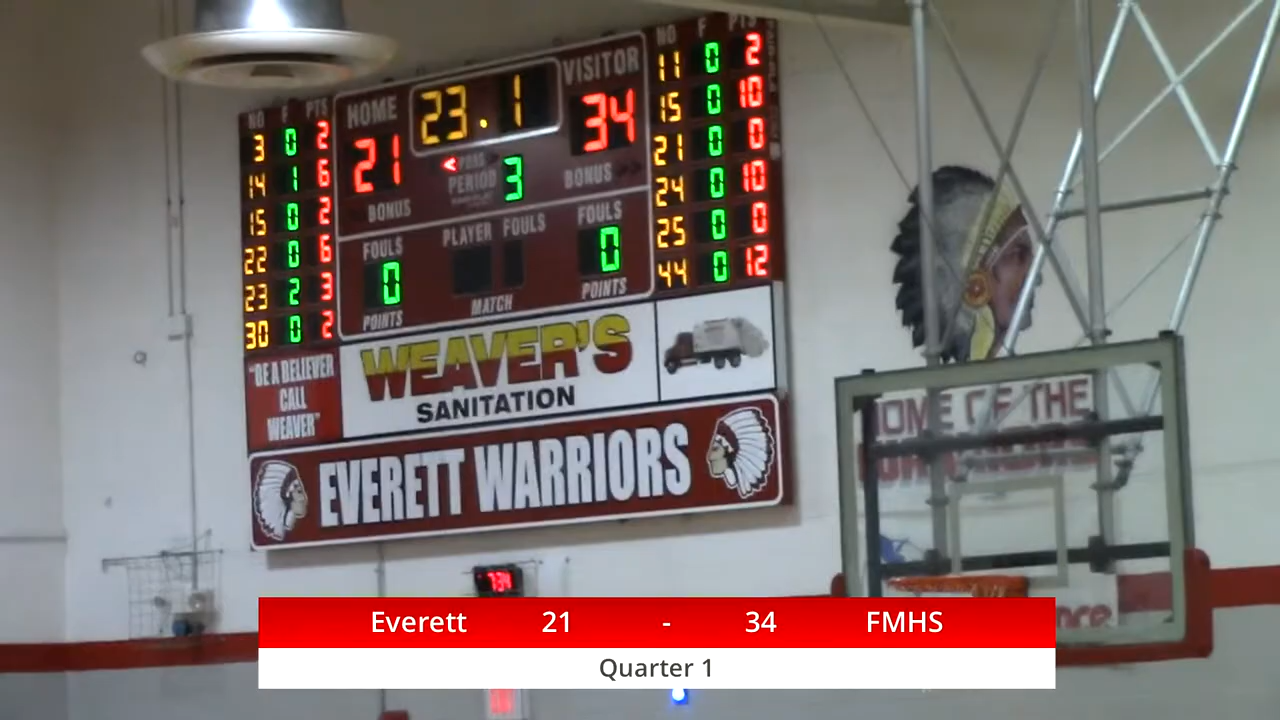 NO F PTS
3 0 2
14 1 6
15 0 2
22 0 6
23 2 3
30 0 2
HOME 23.1 VISITOR
21 34
PERIOD 3
BONUS BONUS
FOULS PLAYER FOULS FOULS
0 0
POINTS MATCH POINTS
NO F PTS
11 0 2
15 0 10
21 0 0
24 0 10
25 0 0
44 0 12
"BE A BELIEVER
CALL
WEAVER"
WEAVER'S
SANITATION
EVERETT WARRIORS
HOME OF THE
7:34
Everett 21 - 34 FMHS
Quarter 1